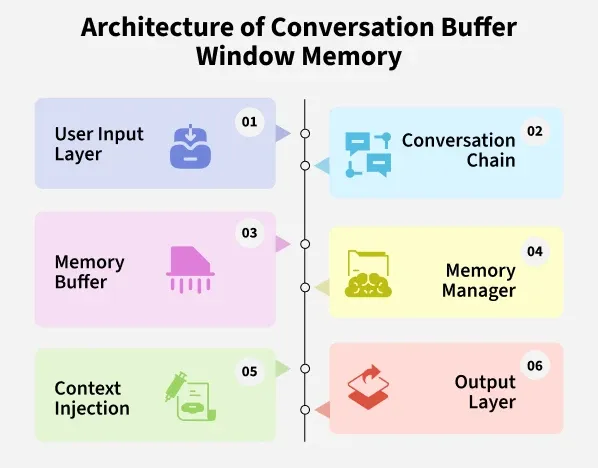 Architecture of Conversation Buffer
Window Memory
01
User Input
Layer
02
Conversation
Chain
03
Memory
Buffer
04
Memory
Manager
05
Context
Injection
06
Output
Layer